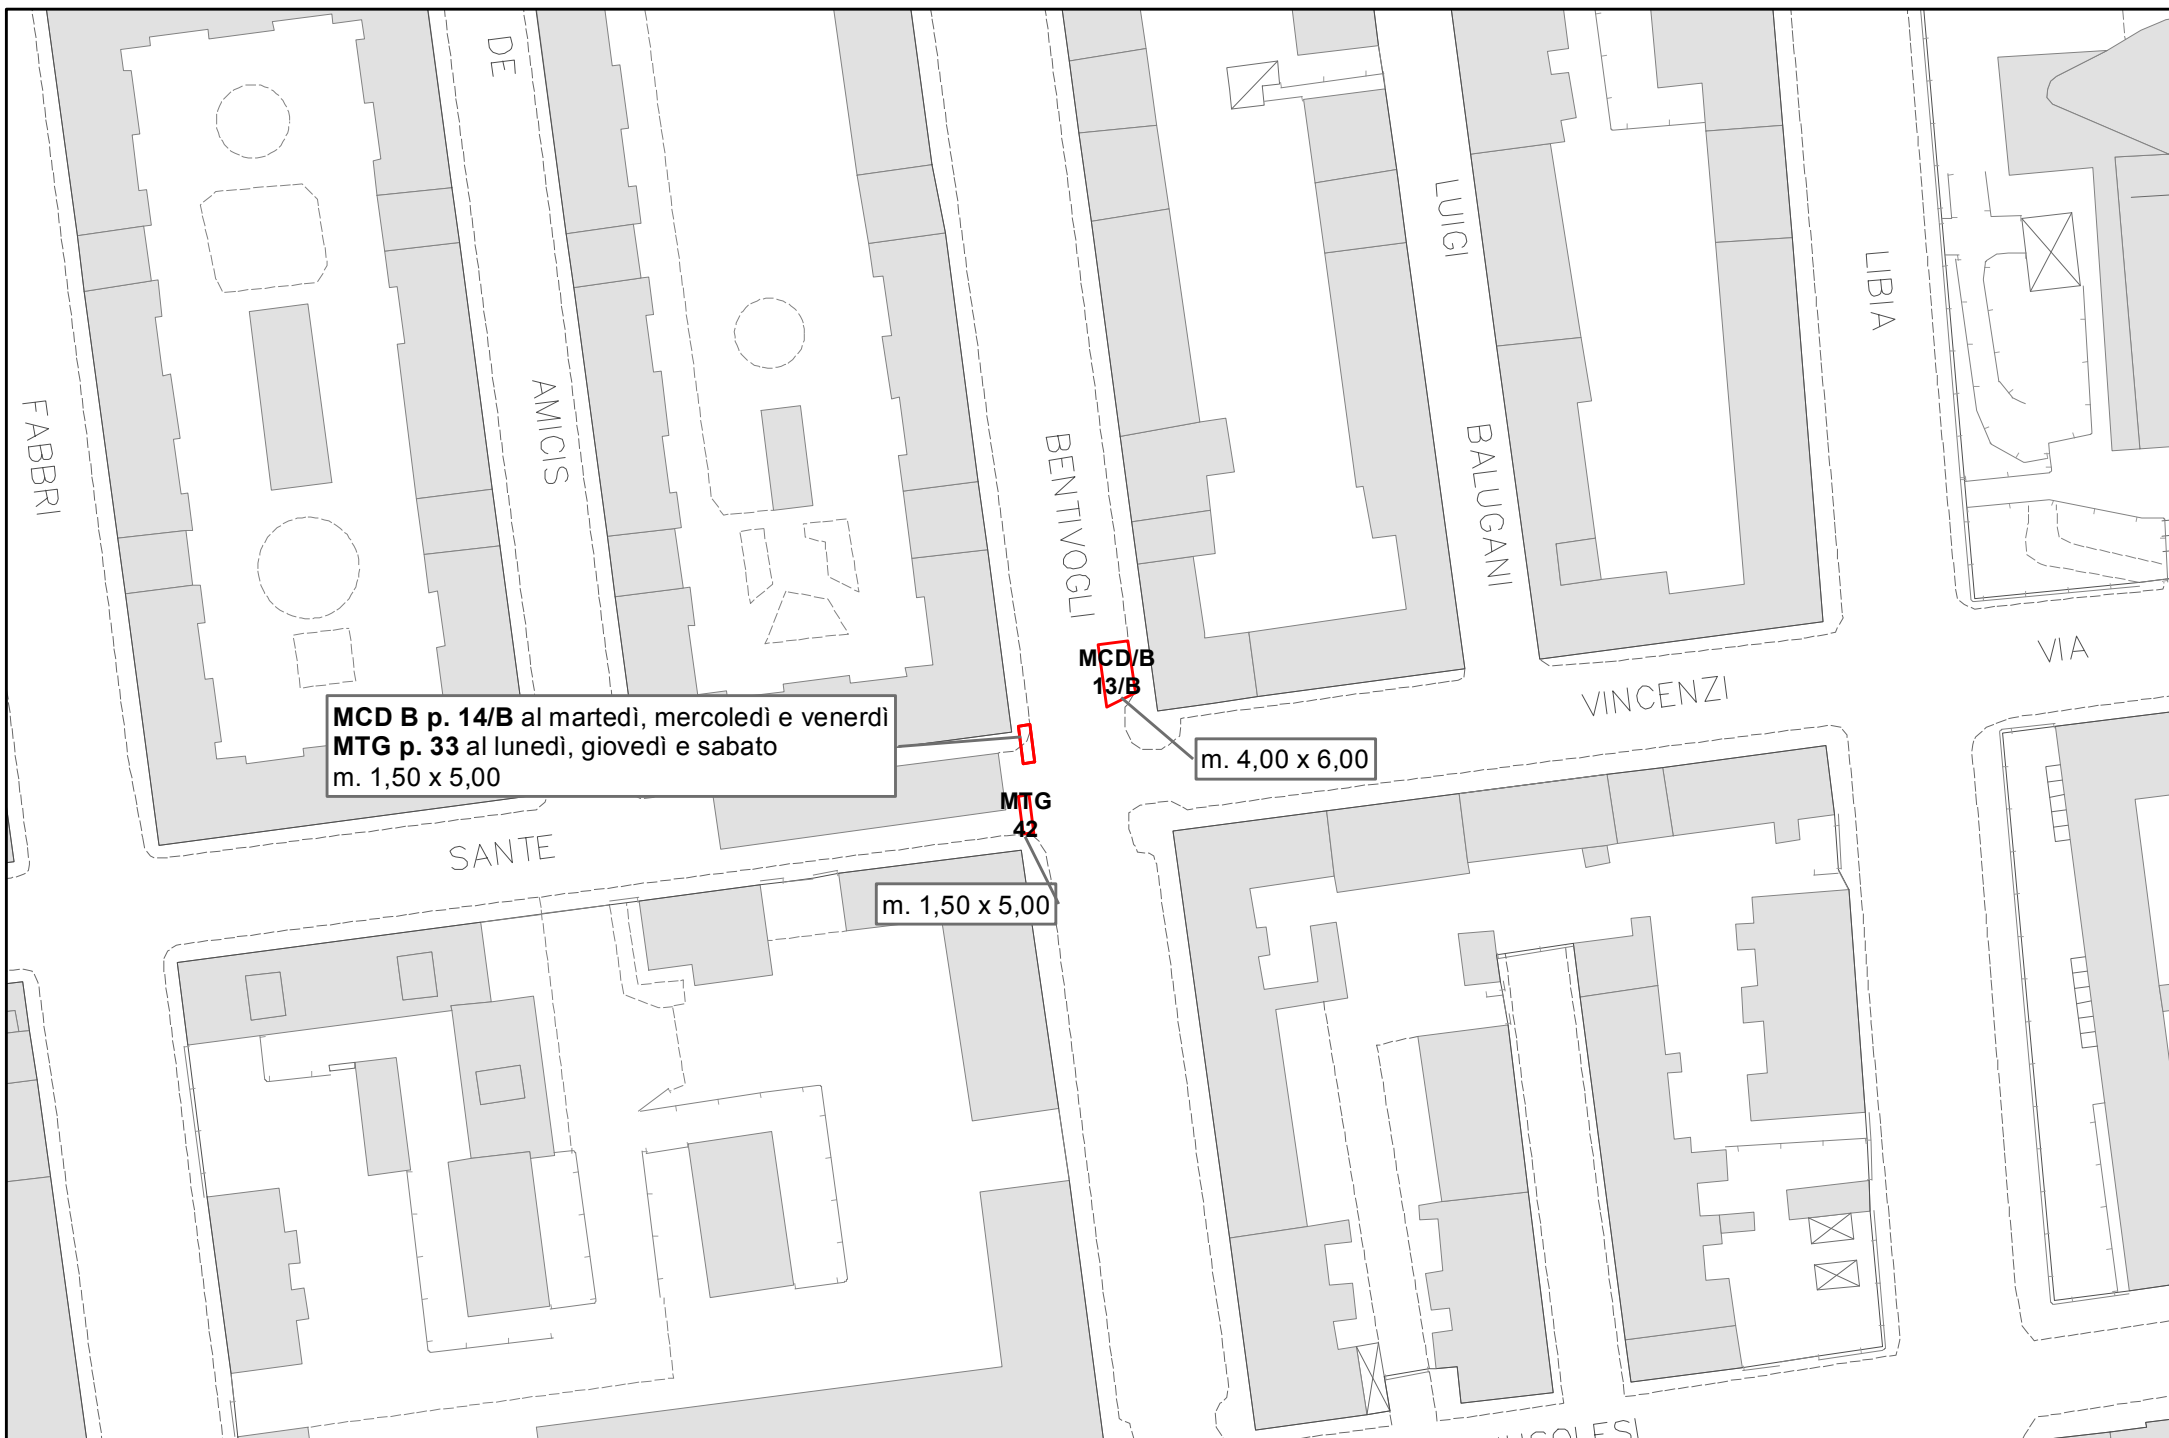 DE
LUIGI
LIBIA
FABBRI
AMICIS
BENTIVOGLI
BALUGANI
VIA
MCD/B
13/B
VINCENZI
MCD B p. 14/B al martedì, mercoledì e venerdì
MTG p. 33 al lunedì, giovedì e sabato
m. 1,50 x 5,00
m. 4,00 x 6,00
MTG
42
SANTE
m. 1,50 x 5,00